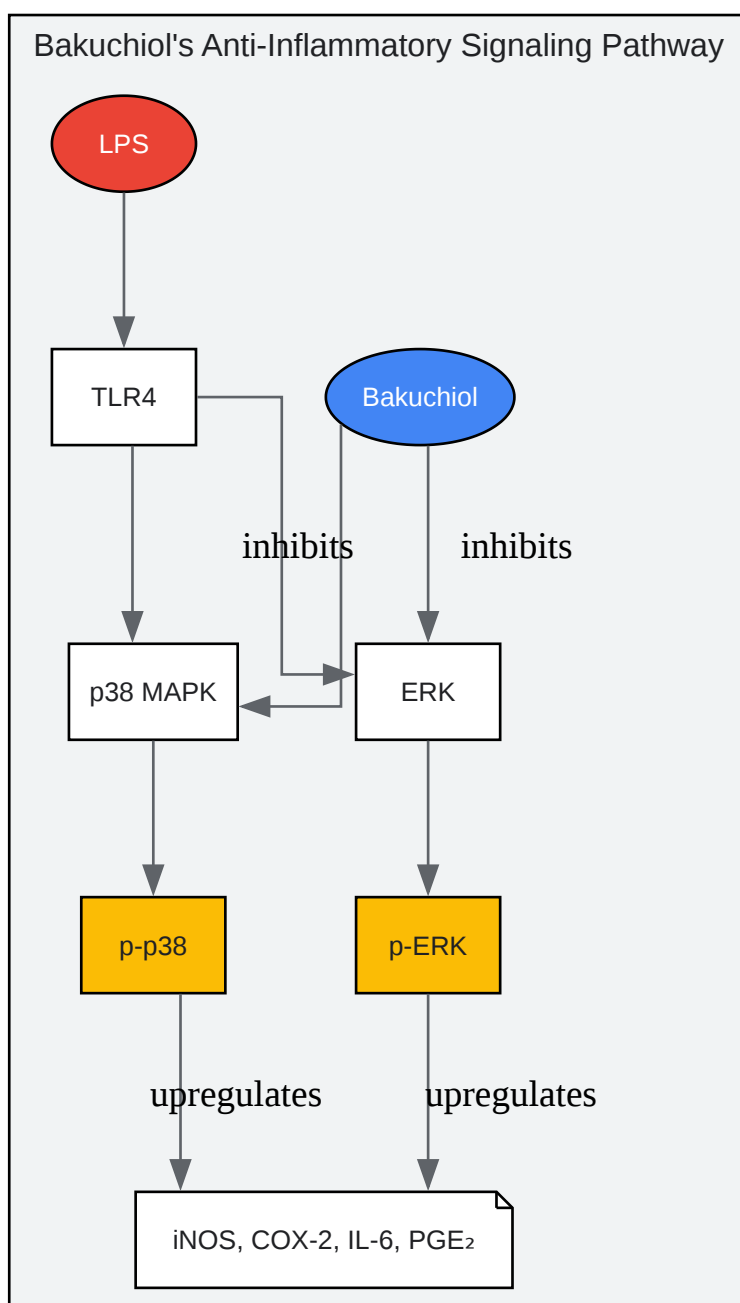 Bakuchiol's Anti-Inflammatory Signaling Pathway
LPS
TLR4
Bakuchiol
inhibits
inhibits
p38 MAPK
ERK
p-p38
p-ERK
upregulates
upregulates
iNOS, COX-2, IL-6, PGE₂